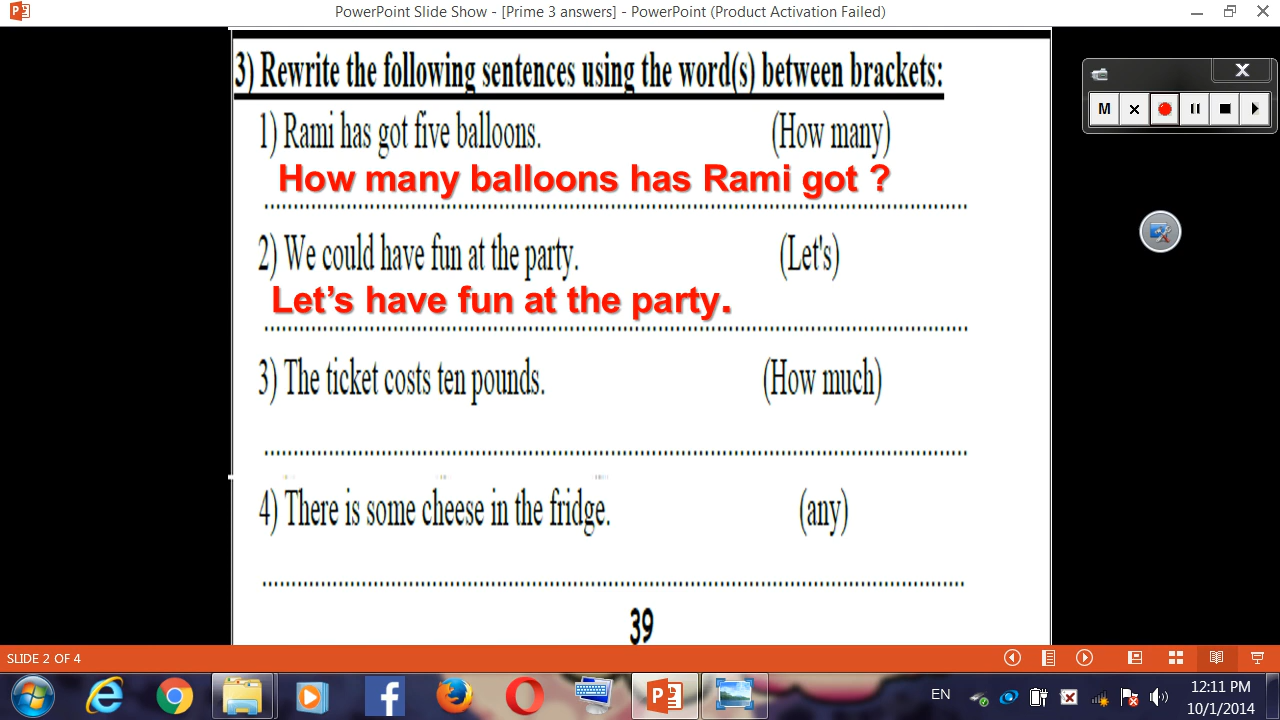 PowerPoint Slide Show - [Prime 3 answers] - PowerPoint (Product Activation Failed)
3) Rewrite the following sentences using the word(s) between brackets:
1) Rami has got five balloons. (How many)
How many balloons has Rami got ?
2) We could have fun at the party. (Let's)
Let’s have fun at the party.
3) The ticket costs ten pounds. (How much)
4) There is some cheese in the fridge. (any)
39
M
SLIDE 2 OF 4
EN
12:11 PM
10/1/2014